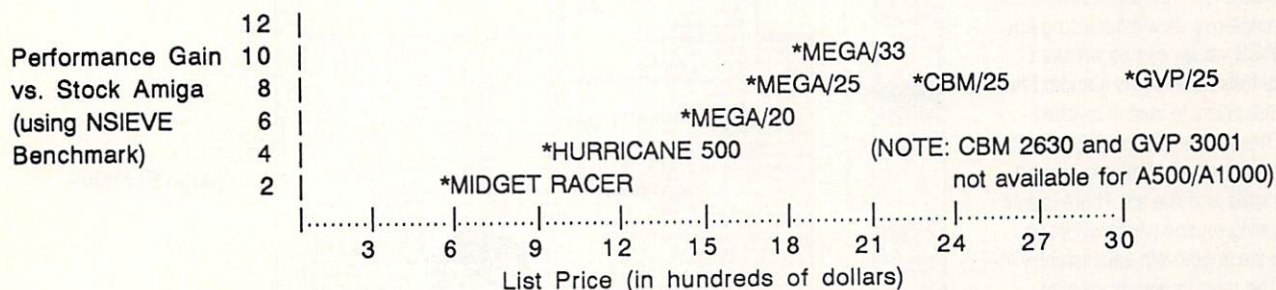 12
Performance Gain 10 *MEGA/33
vs. Stock Amiga 8 *MEGA/25 *CBM/25 *GVP/25
(using NSIEVE 6 *MEGA/20
Benchmark) 4 *HURRICANE 500 (NOTE: CBM 2630 and GVP 3001
2 *MIDGET RACER not available for A500/A1000)
3 6 9 12 15 18 21 24 27 30
List Price (in hundreds of dollars)